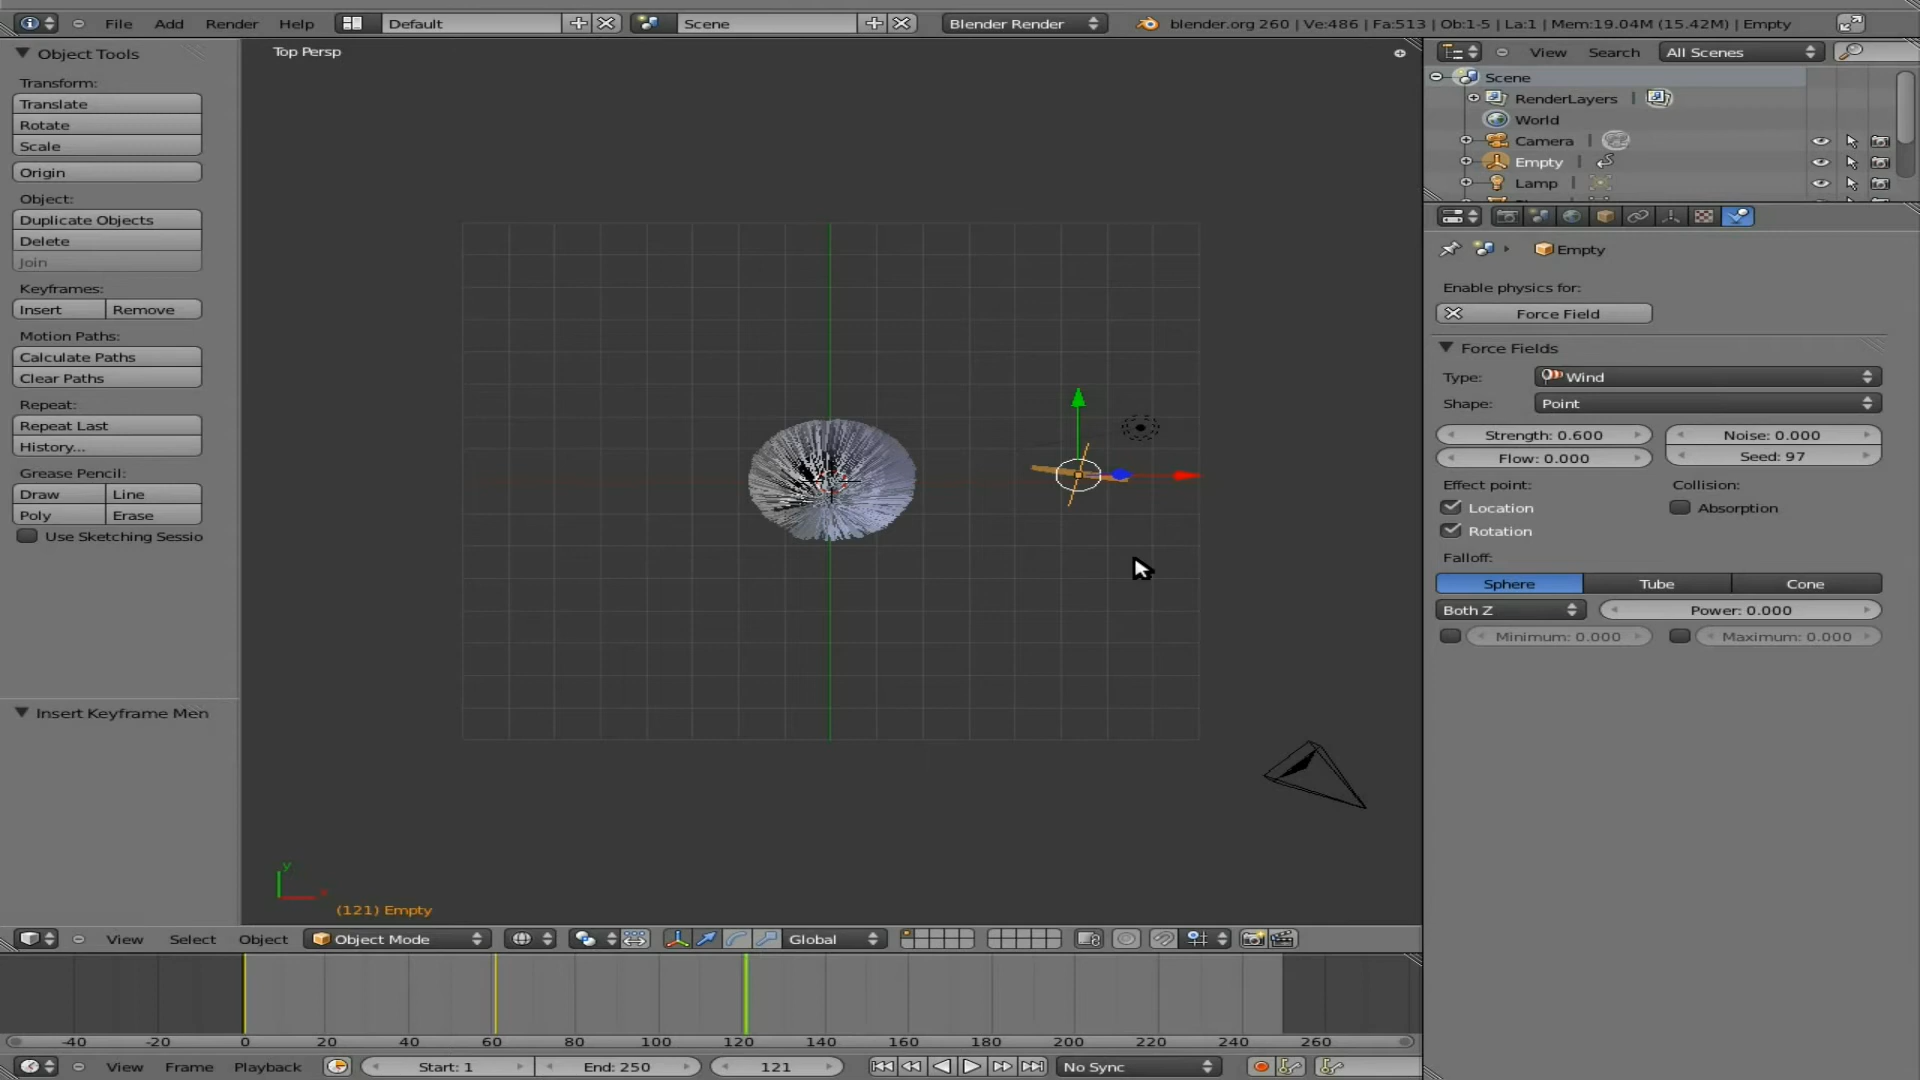 File Add Render Help Default Scene Blender Render blender.org 260 | Ve:486 | Fa:513 | Ob:1-5 | La:1 | Mem:19.04M (15.42M) | Empty
Object Tools
Transform:
Translate
Rotate
Scale
Origin
Object:
Duplicate Objects
Delete
Join
Keyframes:
Insert Remove
Motion Paths:
Calculate Paths
Clear Paths
Repeat:
Repeat Last
History...
Grease Pencil:
Draw Line
Poly Erase
Use Sketching Sessio
Insert Keyframe Men
Top Persp
y
x
(121) Empty
View Search All Scenes
Scene
RenderLayers
World
Camera
Empty
Lamp
Empty
Enable physics for:
Force Field
Force Fields
Type: Wind
Shape: Point
Strength: 0.600 Noise: 0.000
Flow: 0.000 Seed: 97
Effect point: Collision:
Location Absorption
Rotation
Falloff:
Sphere Tube Cone
Both Z Power: 0.000
Minimum: 0.000 Maximum: 0.000
View Select Object Object Mode Global
-40 -20 0 20 40 60 80 100 120 140 160 180 200 220 240 260
View Frame Playback Start: 1 End: 250 121 No Sync